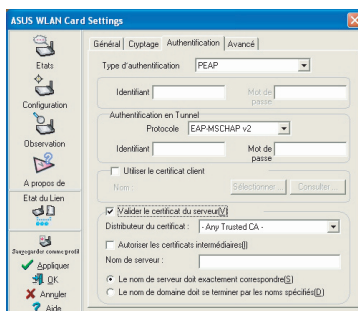 ASUS WLAN Card Settings
Etats
Configuration
Observation
A propos de
Etat du Lien
Sauvegarder comme profil
Appliquer
OK
Annuler
Aide
Général
Cryptage
Authentification
Avancé
Type d'authentification
PEAP
Identifiant
Mot de passe
Authentification en Tunnel
Protocole
EAP-MSCHAP v2
Identifiant
Mot de passe
Utiliser le certificat client
Nom :
Sélectionner...
Consulter...
Valider le certificat du serveur(V)
Distributeur du certificat :
- Any Trusted CA -
Autoriser les certificats intermédiaires(I)
Nom de serveur :
Le nom de serveur doit exactement correspondre(S)
Le nom de domaine doit se terminer par les noms spécifiés(D)